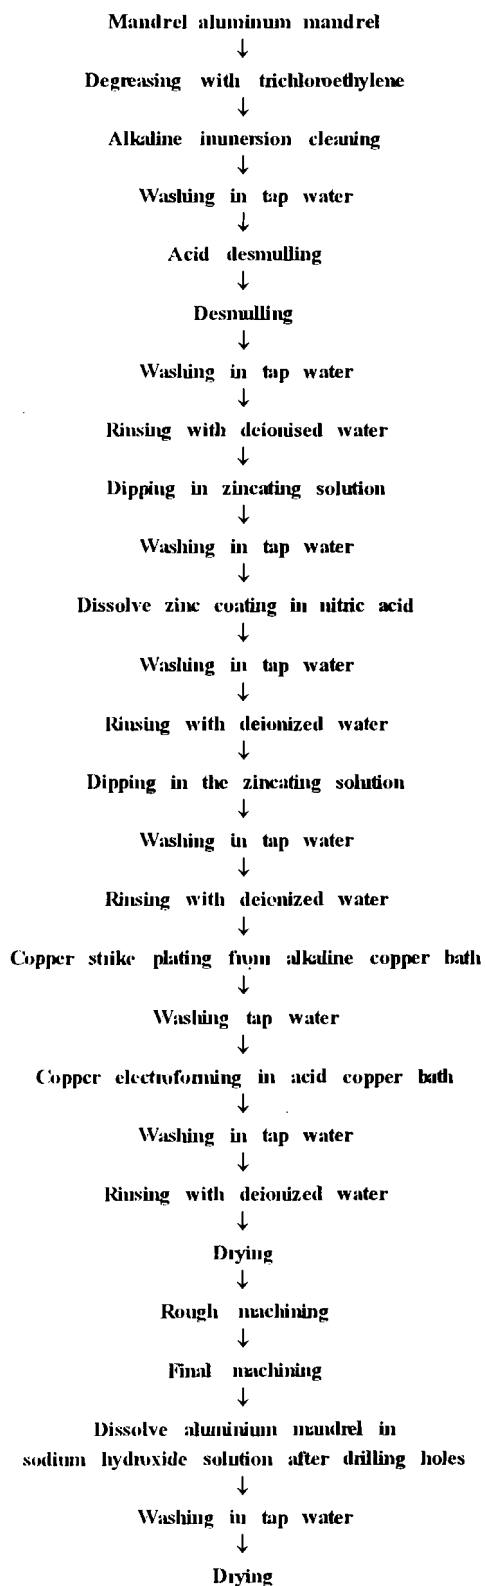 Mandrel aluminum mandrel
↓
Degreasing with trichloroethylene
↓
Alkaline inunersion cleaning
↓
Washing in tap water
↓
Acid desmulling
↓
Desmulling
↓
Washing in tap water
↓
Rinsing with deionised water
↓
Dipping in zincating solution
↓
Washing in tap water
↓
Dissolve zinc coating in nitric acid
↓
Washing in tap water
↓
Rinsing with deionized water
↓
Dipping in the zincating solution
↓
Washing in tap water
↓
Rinsing with deionized water
↓
Copper strike plating from alkaline copper bath
↓
Washing tap water
↓
Copper electroforming in acid copper bath
↓
Washing in tap water
↓
Rinsing with deionized water
↓
Drying
↓
Rough machining
↓
Final machining
↓
Dissolve aluminium mandrel in
sodium hydroxide solution after drilling holes
↓
Washing in tap water
↓
Drying